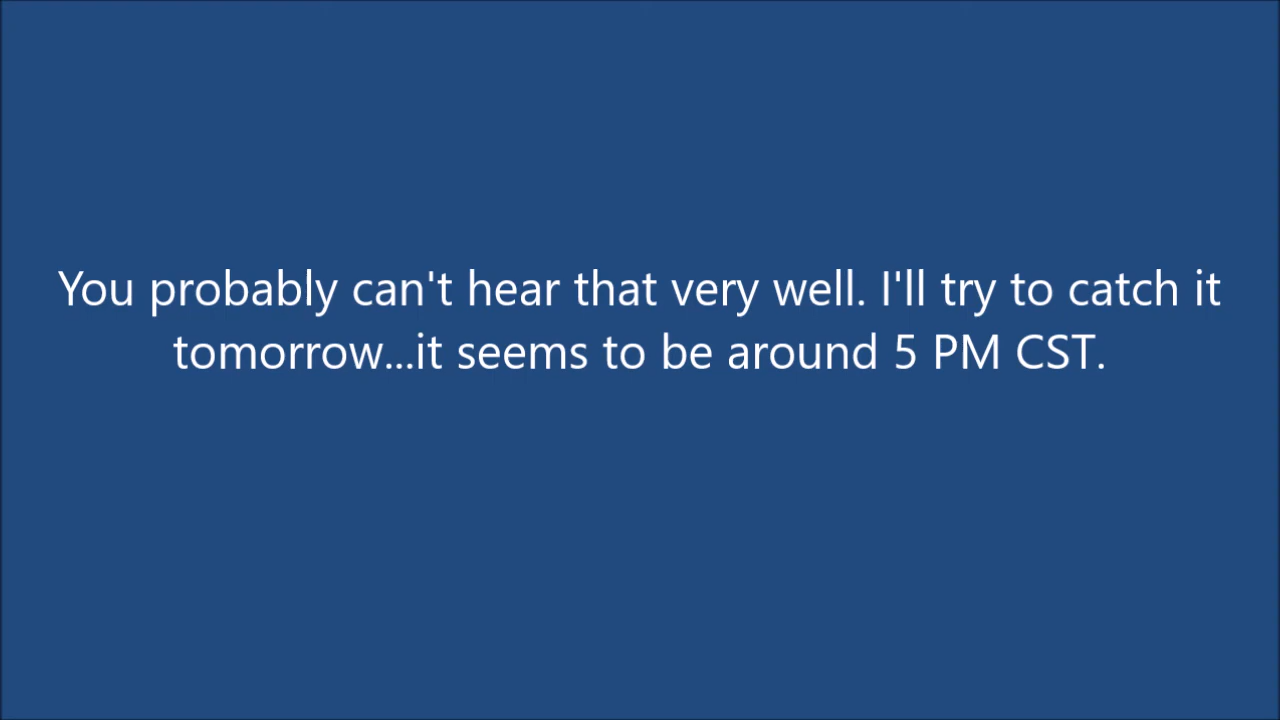 You probably can't hear that very well. I'll try to catch it
tomorrow...it seems to be around 5 PM CST.